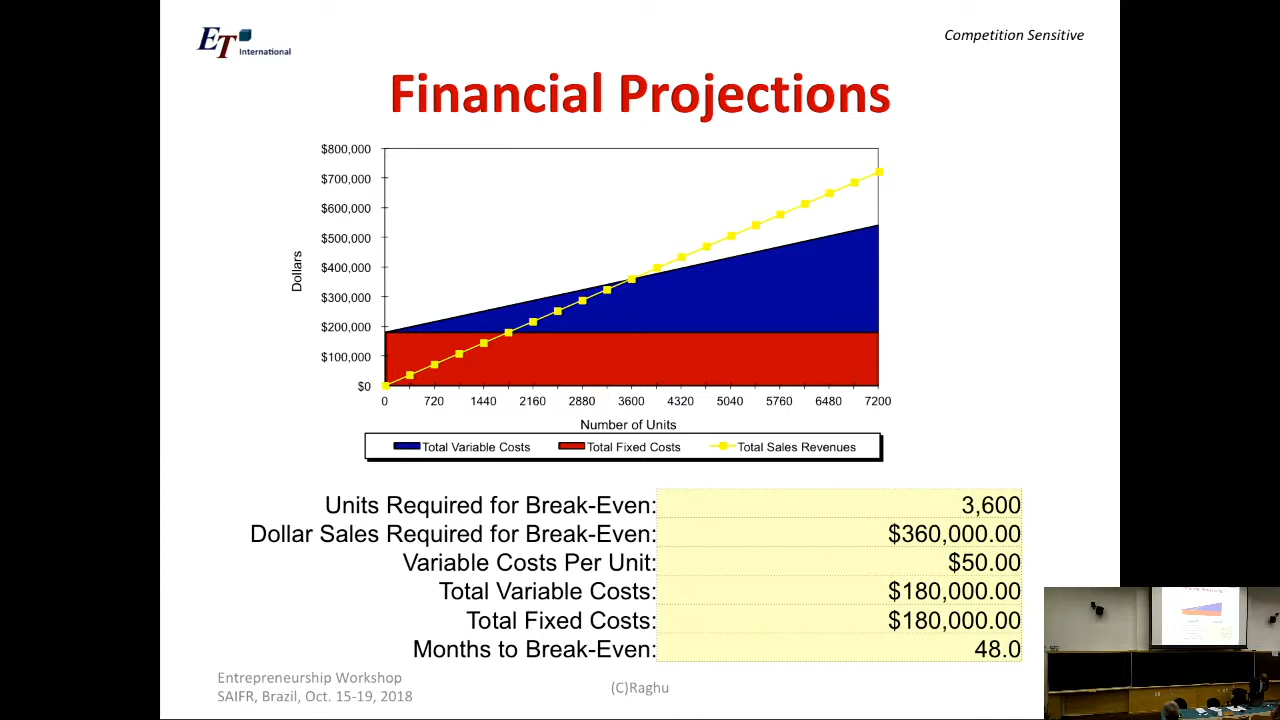 ET International
Competition Sensitive
Financial Projections
$800,000
$700,000
$600,000
$500,000
$400,000
$300,000
$200,000
$100,000
$0
Dollars
0 720 1440 2160 2880 3600 4320 5040 5760 6480 7200
Number of Units
Total Variable Costs Total Fixed Costs Total Sales Revenues
Units Required for Break-Even: 3,600
Dollar Sales Required for Break-Even: $360,000.00
Variable Costs Per Unit: $50.00
Total Variable Costs: $180,000.00
Total Fixed Costs: $180,000.00
Months to Break-Even: 48.0
Entrepreneurship Workshop
SAIFR, Brazil, Oct. 15-19, 2018
(C)Raghu